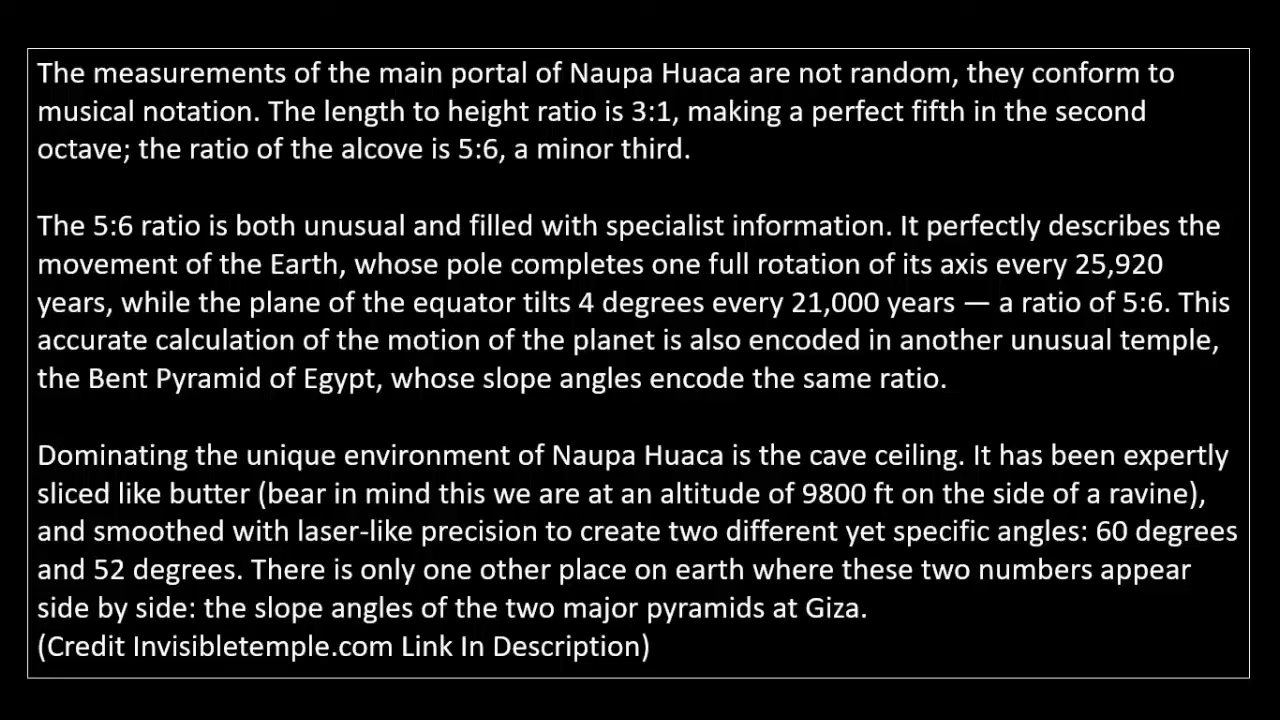 The measurements of the main portal of Naupa Huaca are not random, they conform to
musical notation. The length to height ratio is 3:1, making a perfect fifth in the second
octave; the ratio of the alcove is 5:6, a minor third.
The 5:6 ratio is both unusual and filled with specialist information. It perfectly describes the
movement of the Earth, whose pole completes one full rotation of its axis every 25,920
years, while the plane of the equator tilts 4 degrees every 21,000 years — a ratio of 5:6. This
accurate calculation of the motion of the planet is also encoded in another unusual temple,
the Bent Pyramid of Egypt, whose slope angles encode the same ratio.
Dominating the unique environment of Naupa Huaca is the cave ceiling. It has been expertly
sliced like butter (bear in mind this we are at an altitude of 9800 ft on the side of a ravine),
and smoothed with laser-like precision to create two different yet specific angles: 60 degrees
and 52 degrees. There is only one other place on earth where these two numbers appear
side by side: the slope angles of the two major pyramids at Giza.
(Credit Invisibletemple.com Link In Description)